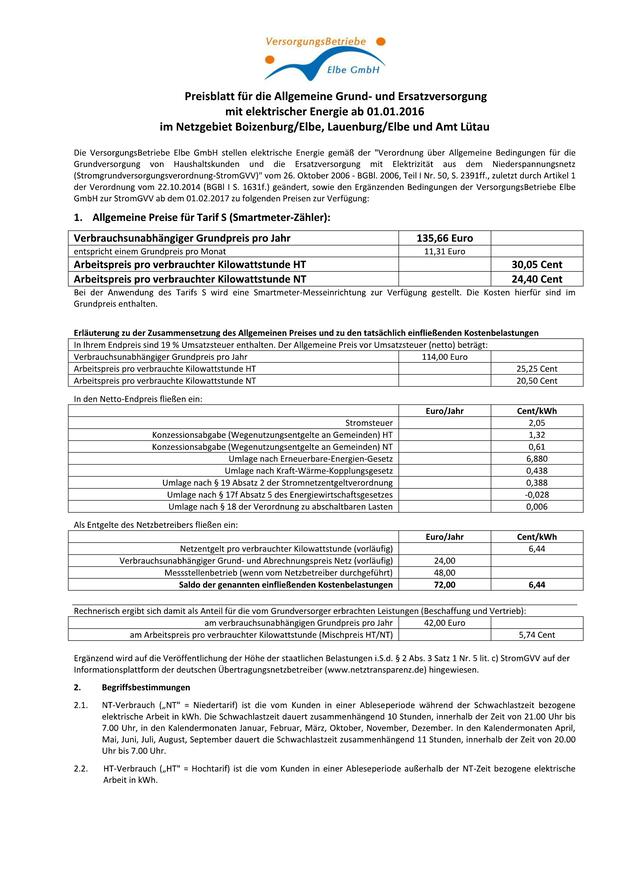 VersorgungsBetriebe
Elbe GmbH
Preisblatt für die Allgemeine Grund- und Ersatzversorgung
mit elektrischer Energie ab 01.01.2016
im Netzgebiet Boizenburg/Elbe, Lauenburg/Elbe und Amt Lütau
Die VersorgungsBetriebe Elbe GmbH stellen elektrische Energie gemäß der "Verordnung über Allgemeine Bedingungen für die
Grundversorgung von Haushaltskunden und die Ersatzversorgung mit Elektrizität aus dem Niederspannungsnetz
(Stromgrundversorgungsverordnung-StromGVV)" vom 26. Oktober 2006 - BGBl. 2006, Teil I Nr. 50, S. 2391ff., zuletzt durch Artikel 1
der Verordnung vom 22.10.2014 (BGBl I S. 1631f.) geändert, sowie den Ergänzenden Bedingungen der VersorgungsBetriebe Elbe
GmbH zur StromGVV ab dem 01.02.2017 zu folgenden Preisen zur Verfügung:
1. Allgemeine Preise für Tarif S (Smartmeter-Zähler):
Verbrauchsunabhängiger Grundpreis pro Jahr 135,66 Euro
entspricht einem Grundpreis pro Monat 11,31 Euro
Arbeitspreis pro verbrauchter Kilowattstunde HT 30,05 Cent
Arbeitspreis pro verbrauchter Kilowattstunde NT 24,40 Cent
Bei der Anwendung des Tarifs S wird eine Smartmeter-Messeinrichtung zur Verfügung gestellt. Die Kosten hierfür sind im
Grundpreis enthalten.
Erläuterung zu der Zusammensetzung des Allgemeinen Preises und zu den tatsächlich einfließenden Kostenbelastungen
In Ihrem Endpreis sind 19 % Umsatzsteuer enthalten. Der Allgemeine Preis vor Umsatzsteuer (netto) beträgt:
Verbrauchsunabhängiger Grundpreis pro Jahr 114,00 Euro
Arbeitspreis pro verbrauchte Kilowattstunde HT 25,25 Cent
Arbeitspreis pro verbrauchte Kilowattstunde NT 20,50 Cent
In den Netto-Endpreis fließen ein:
Euro/Jahr Cent/kWh
Stromsteuer 2,05
Konzessionsabgabe (Wegenutzungsentgelte an Gemeinden) HT 1,32
Konzessionsabgabe (Wegenutzungsentgelte an Gemeinden) NT 0,61
Umlage nach Erneuerbare-Energien-Gesetz 6,880
Umlage nach Kraft-Wärme-Kopplungsgesetz 0,438
Umlage nach § 19 Absatz 2 der Stromnetzentgeltverordnung 0,388
Umlage nach § 17f Absatz 5 des Energiewirtschaftsgesetzes -0,028
Umlage nach § 18 der Verordnung zu abschaltbaren Lasten 0,006
Als Entgelte des Netzbetreibers fließen ein:
Euro/Jahr Cent/kWh
Netzentgelt pro verbrauchter Kilowattstunde (vorläufig) 6,44
Verbrauchsunabhängiger Grund- und Abrechnungspreis Netz (vorläufig) 24,00
Messstellenbetrieb (wenn vom Netzbetreiber durchgeführt) 48,00
Saldo der genannten einfließenden Kostenbelastungen 72,00 6,44
Rechnerisch ergibt sich damit als Anteil für die vom Grundversorger erbrachten Leistungen (Beschaffung und Vertrieb):
am verbrauchsunabhängigen Grundpreis pro Jahr 42,00 Euro
am Arbeitspreis pro verbrauchter Kilowattstunde (Mischpreis HT/NT) 5,74 Cent
Ergänzend wird auf die Veröffentlichung der Höhe der staatlichen Belastungen i.S.d. § 2 Abs. 3 Satz 1 Nr. 5 lit. c) StromGVV auf der
Informationsplattform der deutschen Übertragungsnetzbetreiber (www.netztransparenz.de) hingewiesen.
2. Begriffsbestimmungen
2.1. NT-Verbrauch („NT" = Niedertarif) ist die vom Kunden in einer Ableseperiode während der Schwachlastzeit bezogene
elektrische Arbeit in kWh. Die Schwachlastzeit dauert zusammenhängend 10 Stunden, innerhalb der Zeit von 21.00 Uhr bis
7.00 Uhr, in den Kalendermonaten Januar, Februar, März, Oktober, November, Dezember. In den Kalendermonaten April,
Mai, Juni, Juli, August, September dauert die Schwachlastzeit zusammenhängend 11 Stunden, innerhalb der Zeit von 20.00
Uhr bis 7.00 Uhr.
2.2. HT-Verbrauch („HT" = Hochtarif) ist die vom Kunden in einer Ableseperiode außerhalb der NT-Zeit bezogene elektrische
Arbeit in kWh.